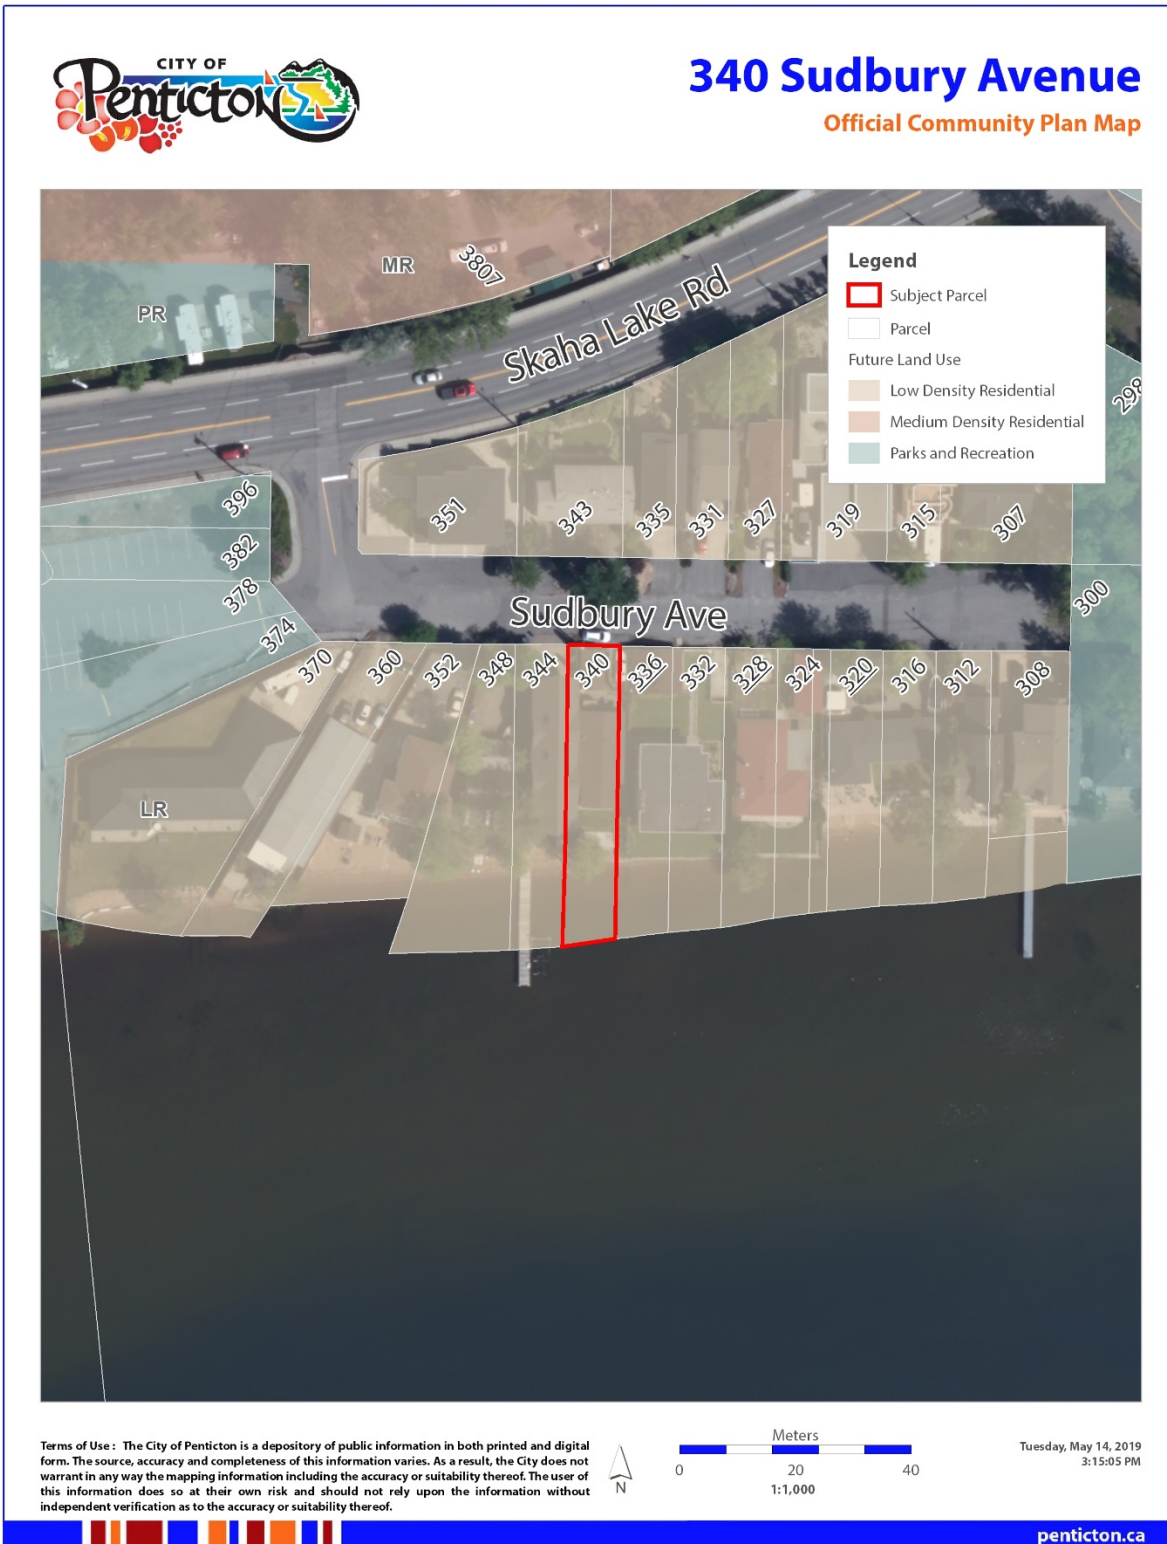 CITY OF
Penticton
340 Sudbury Avenue
Official Community Plan Map
MR
3807
PR
Skaha Lake Rd
Legend
Subject Parcel
Parcel
Future Land Use
Low Density Residential
Medium Density Residential
Parks and Recreation
298
396
351
343
335
331
327
319
315
307
382
378
374
300
Sudbury Ave
370
360
352
348
344
340
336
332
328
324
320
316
312
308
LR
Terms of Use : The City of Penticton is a depository of public information in both printed and digital
form. The source, accuracy and completeness of this information varies. As a result, the City does not
warrant in any way the mapping information including the accuracy or suitability thereof. The user of
this information does so at their own risk and should not rely upon the information without
independent verification as to the accuracy or suitability thereof.
N
Meters
0 20 40
1:1,000
Tuesday, May 14, 2019
3:15:05 PM
penticton.ca